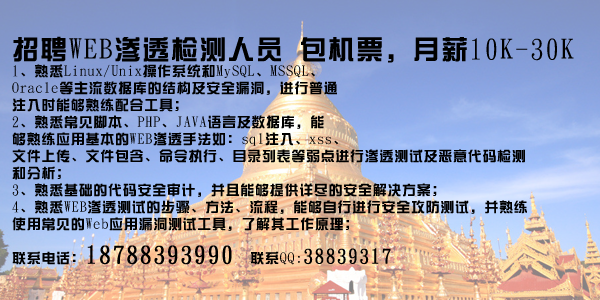 招聘WEB渗透检测人员 包机票，月薪10K-30K
1、熟悉Linux/Unix操作系统和MySQL、MSSQL、
Oracle等主流数据库的结构及安全漏洞，进行普通
注入时能够熟练配合工具；
2、熟悉常见脚本、PHP、JAVA语言及数据库，能
够熟练应用基本的WEB渗透手法如：sql注入、xss、
文件上传、文件包含、命令执行、目录列表等弱点进行渗透测试及恶意代码检测
和分析；
3、熟悉基础的代码安全审计，并且能够提供详尽的安全解决方案；
4、熟悉WEB渗透测试的步骤、方法、流程，能够自行进行安全攻防测试，并熟练
使用常见的Web应用漏洞测试工具，了解其工作原理；
联系电话：18788393990 联系QQ:38839317